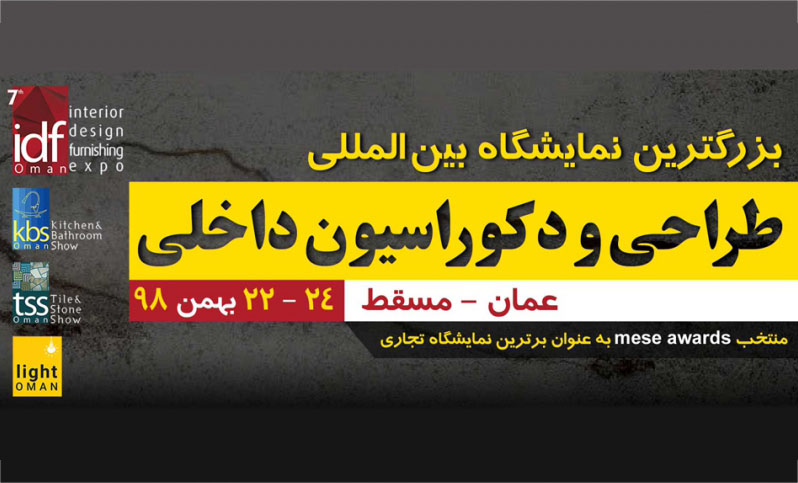 بزرگترین نمایشگاه بین‌المللی
طراحی و دکوراسیون داخلی
عمان - مسقط ۲۴ - ۲۲ بهمن ۹۸
منتخب mese awards به عنوان برترین نمایشگاه تجاری
7th
idf
Oman
interior
design
furnishing
expo
kbs
Oman
Kitchen&
Bathroom
Show
tss
Oman
Tile&
Stone
Show
light
OMAN